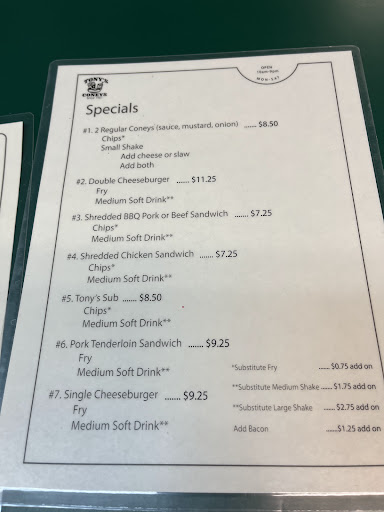 TONY'S
CONEYS
OPEN
10am-8pm
MON-SAT
Specials
#1. 2 Regular Coneys (sauce, mustard, onion) ...... $8.50
Chips*
Small Shake
Add cheese or slaw
Add both
#2. Double Cheeseburger ...... $11.25
Fry
Medium Soft Drink**
#3. Shredded BBQ Pork or Beef Sandwich ...... $7.25
Chips*
Medium Soft Drink**
#4. Shredded Chicken Sandwich ....... $7.25
Chips*
Medium Soft Drink**
#5. Tony's Sub ....... $8.50
Chips*
Medium Soft Drink**
#6. Pork Tenderloin Sandwich ....... $9.25
Fry
Medium Soft Drink**
#7. Single Cheeseburger ....... $9.25
Fry
Medium Soft Drink**
*Substitute Fry ...... $0.75 add on
**Substitute Medium Shake ...... $1.75 add on
**Substitute Large Shake ...... $2.75 add on
Add Bacon ......$1.25 add on